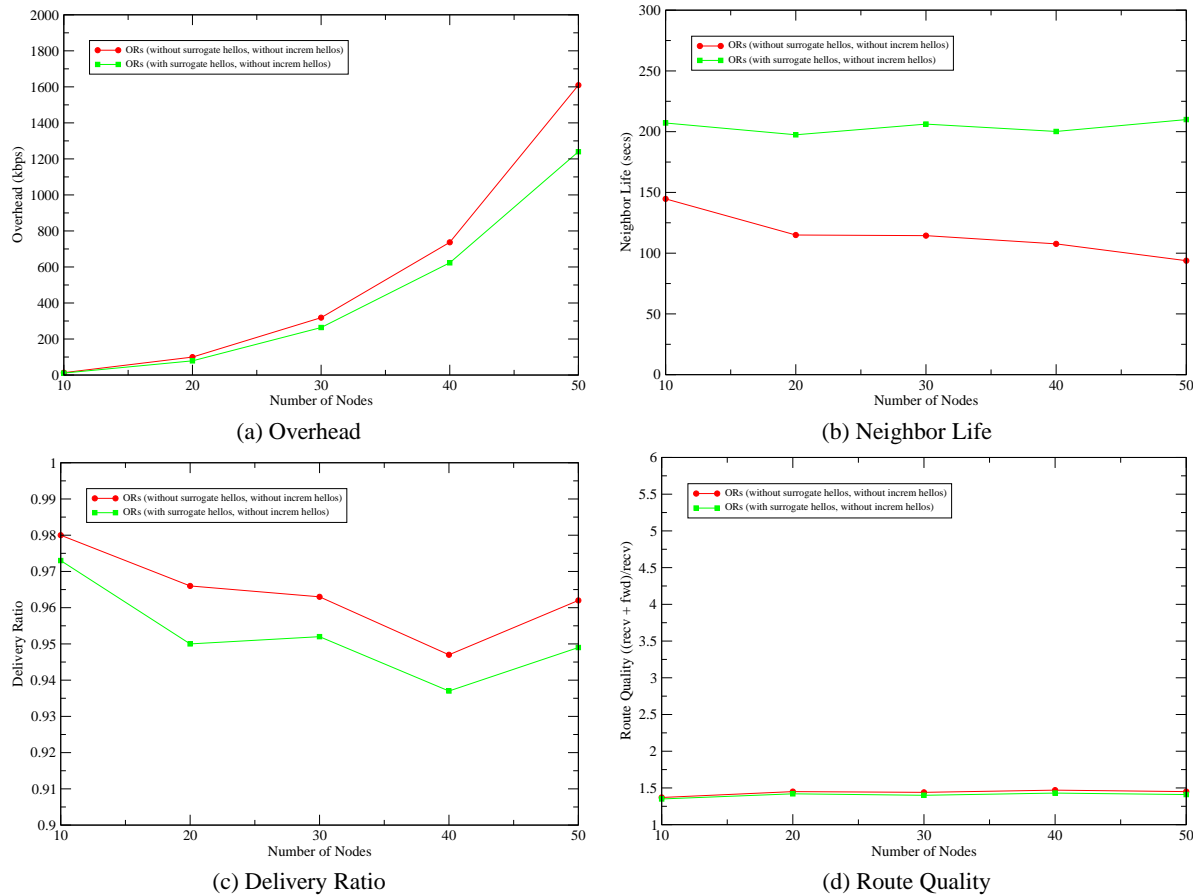 2000
1800
1600
1400
1200
1000
800
600
400
200
0
Overhead (kbps)
ORs (without surrogate hellos, without increm hellos)
ORs (with surrogate hellos, without increm hellos)
10 20 30 40 50
Number of Nodes
(a) Overhead
300
250
200
150
100
50
0
Neighbor Life (secs)
ORs (without surrogate hellos, without increm hellos)
ORs (with surrogate hellos, without increm hellos)
10 20 30 40 50
Number of Nodes
(b) Neighbor Life
1
0.99
0.98
0.97
0.96
0.95
0.94
0.93
0.92
0.91
0.9
Delivery Ratio
ORs (without surrogate hellos, without increm hellos)
ORs (with surrogate hellos, without increm hellos)
10 20 30 40 50
Number of Nodes
(c) Delivery Ratio
6
5.5
5
4.5
4
3.5
3
2.5
2
1.5
1
Route Quality ((recv + fwd)/recv)
ORs (without surrogate hellos, without increm hellos)
ORs (with surrogate hellos, without increm hellos)
10 20 30 40 50
Number of Nodes
(d) Route Quality